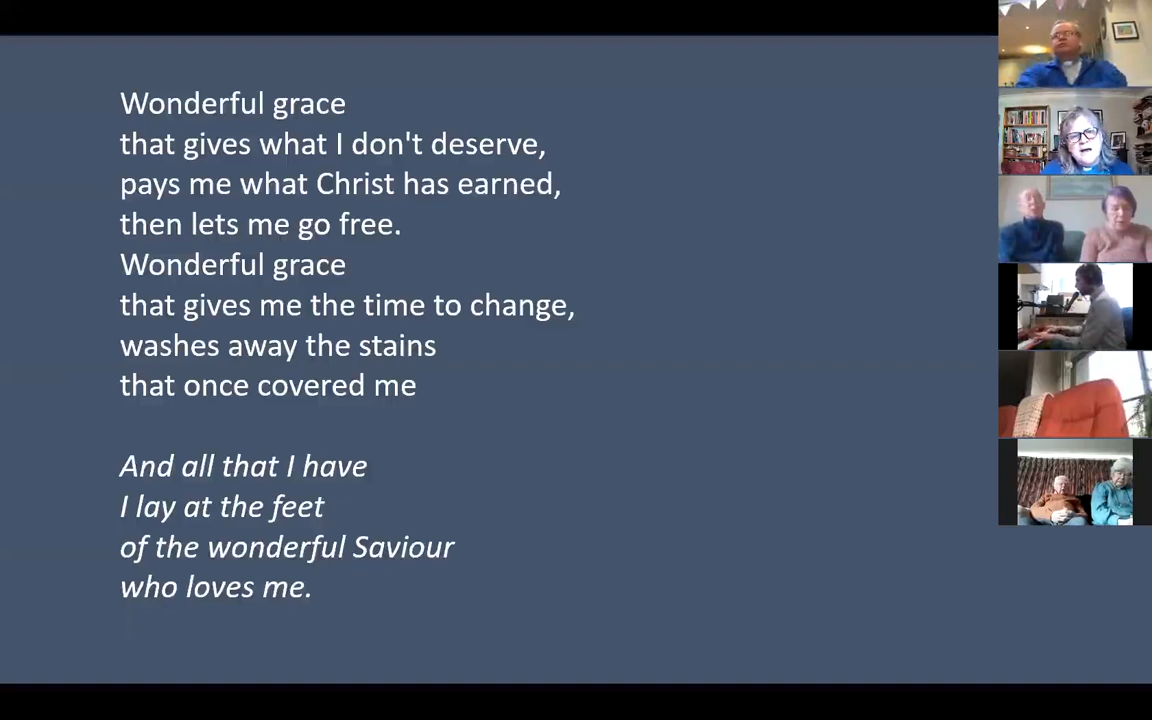 Wonderful grace
that gives what I don't deserve,
pays me what Christ has earned,
then lets me go free.
Wonderful grace
that gives me the time to change,
washes away the stains
that once covered me
And all that I have
I lay at the feet
of the wonderful Saviour
who loves me.